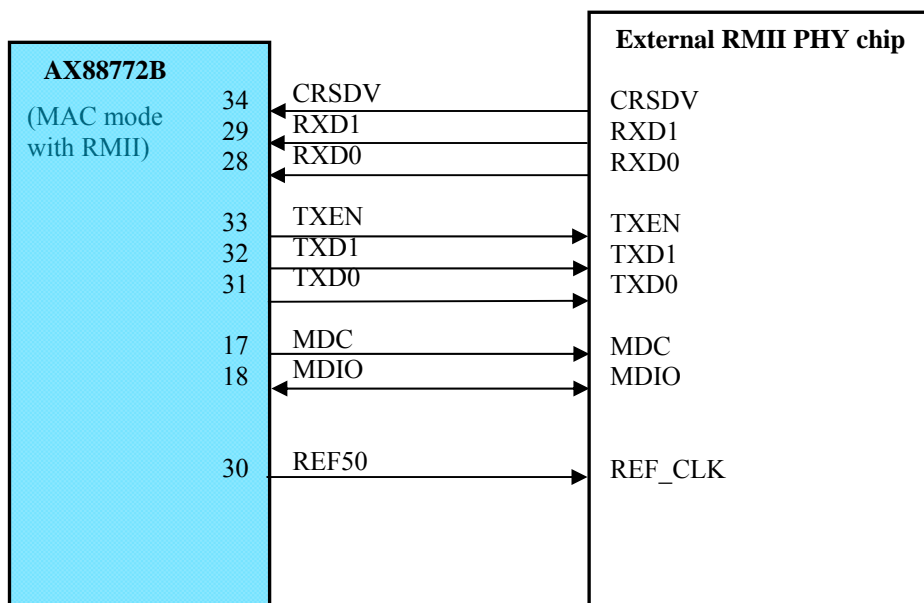 External RMII PHY chip
AX88772B
(MAC mode
with RMII)
34 CRSDV CRSDV
29 RXD1 RXD1
28 RXD0 RXD0
33 TXEN TXEN
32 TXD1 TXD1
31 TXD0 TXD0
17 MDC MDC
18 MDIO MDIO
30 REF50 REF_CLK